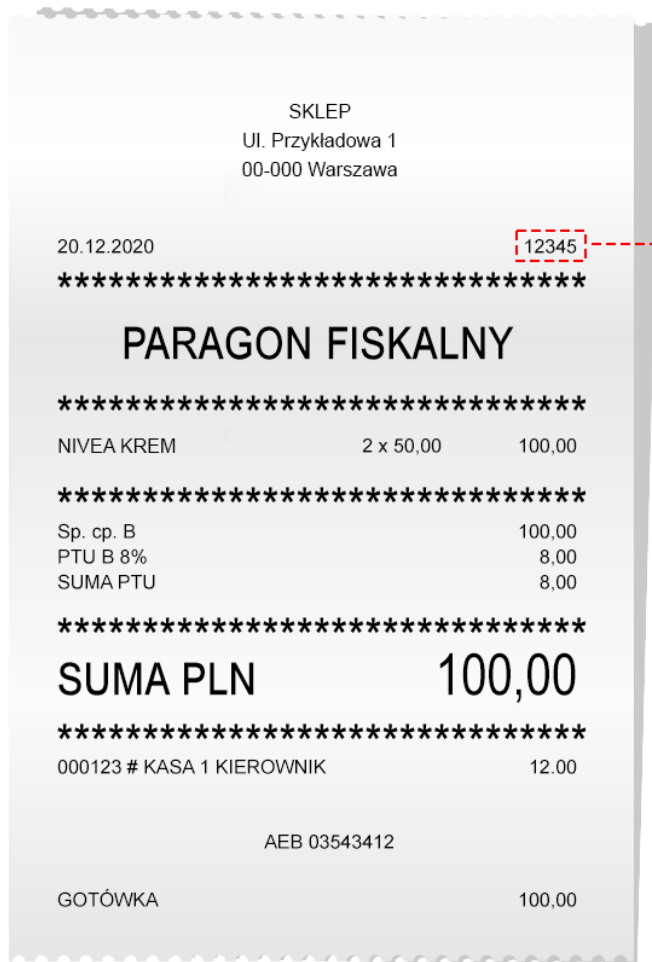 SKLEP
Ul. Przykładowa 1
00-000 Warszawa
20.12.2020 12345
*******************************
PARAGON FISKALNY
*******************************
NIVEA KREM 2 x 50,00 100,00
*******************************
Sp. cp. B 100,00
PTU B 8% 8,00
SUMA PTU 8,00
*******************************
SUMA PLN 100,00
*******************************
000123 # KASA 1 KIEROWNIK 12.00
AEB 03543412
GOTÓWKA 100,00